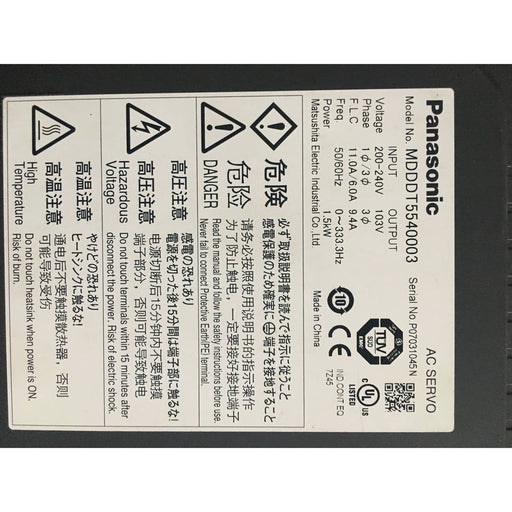 Panasonic AC SERVO
Model No. MDDDT5540003 Serial No. P07031045N
INPUT OUTPUT
Voltage 200-240V 103V
Phase 1φ/3φ 3φ
F.L.C 11.0A/6.0A 9.4A
Freq. 50/60Hz 0～333.3Hz
Power 1.5kW
Matsushita Electric Industrial Co.,Ltd Made in China
10
CE
TUV
C UL US
LISTED
IND. CONT. EQ.
7Z45
危険
必ず取扱説明書を読んで指示に従うこと
感電保護のため確実に端子を接地すること
危险
请务必按照使用说明书的指示操作
为了防止触电，一定要接好接地端子
DANGER
Read the manual and follow the safety instructions before use.
Never fail to connect Protective Earth(PE) terminal.
高圧注意
感電の恐れあり
電源を切った後15分間は端子部に触るな!
高压注意
电源切断后15分钟内不要触摸
端子部分，否则可能导致触电
Hazardous
Voltage
Do not touch terminals within 15 minutes after
disconnect the power. Risk of electric shock.
高温注意
やけどの恐れあり
ヒートシンクに触るな!
高温注意
通电后不要触摸散热器，否则
可能导致受伤
High
Temperature
Do not touch heatsink when power is ON.
Risk of burn.